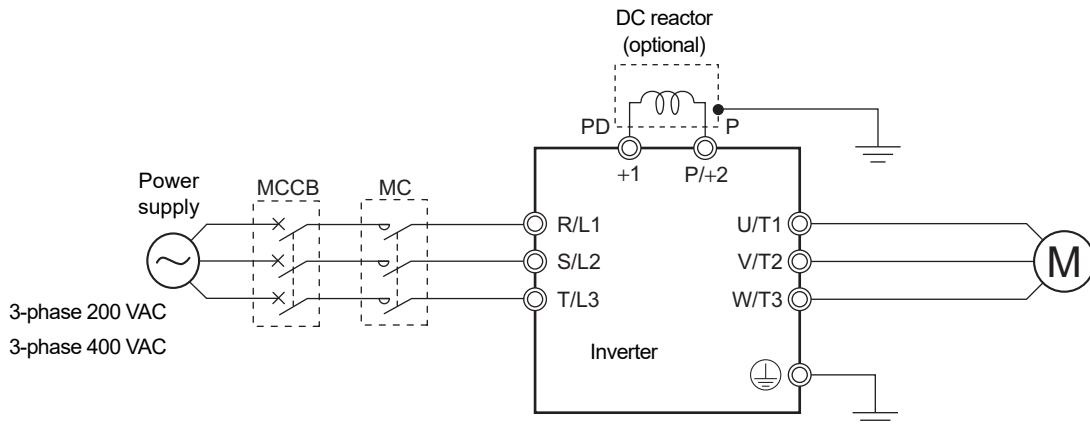 DC reactor
(optional)
PD
P
+1
P/+2
Power
supply
MCCB
MC
R/L1
U/T1
S/L2
V/T2
M
T/L3
W/T3
3-phase 200 VAC
3-phase 400 VAC
Inverter